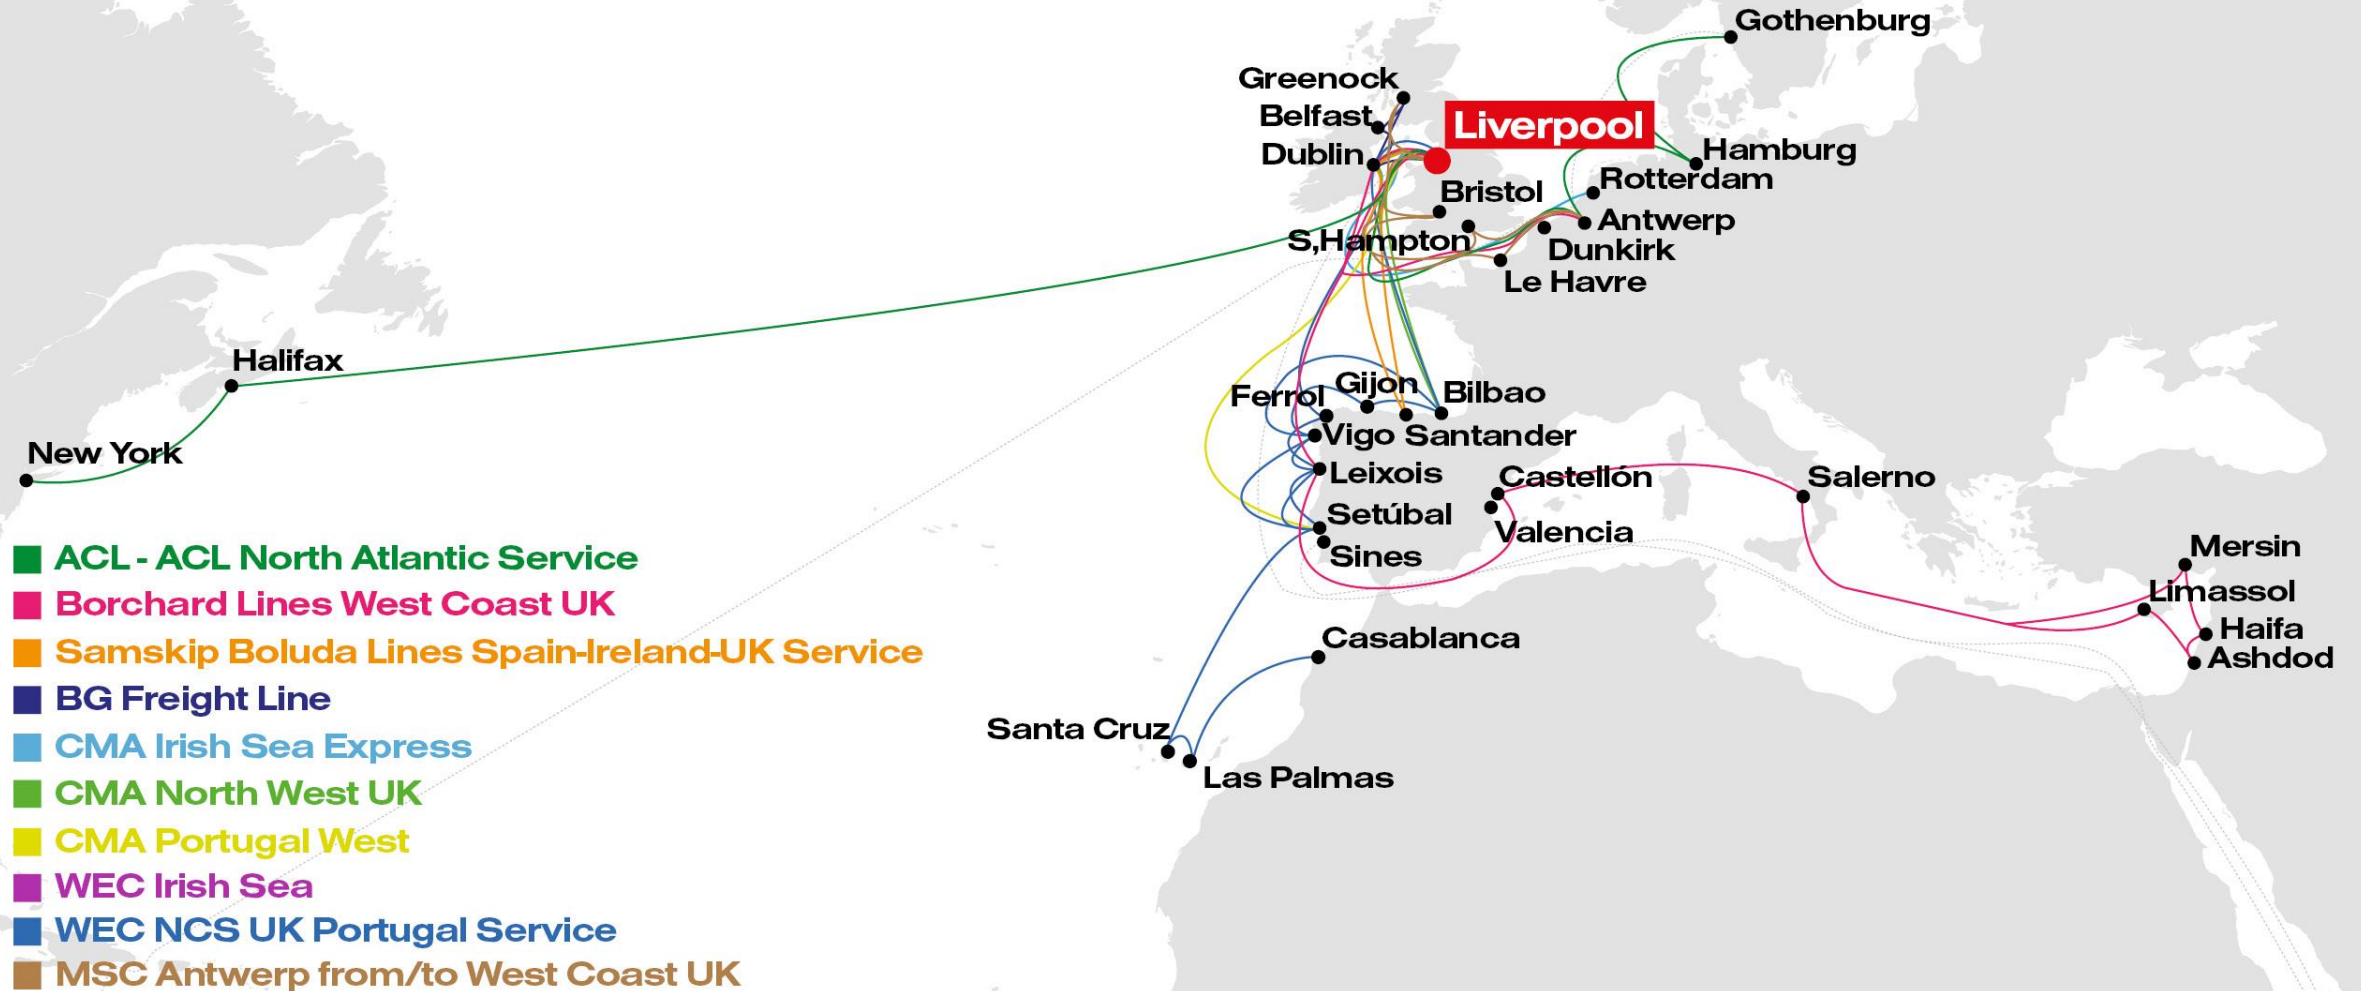 Gothenburg
Greenock
Belfast
Liverpool
Dublin
Hamburg
Rotterdam
Bristol
Antwerp
S,Hampton
Dunkirk
Le Havre
Halifax
Gijon
Ferrol
Bilbao
Vigo
Santander
New York
Leixois
Castellón
Salerno
Setúbal
Valencia
Sines
Mersin
Limassol
Haifa
Ashdod
Casablanca
Santa Cruz
Las Palmas
ACL - ACL North Atlantic Service
Borchard Lines West Coast UK
Samskip Boluda Lines Spain-Ireland-UK Service
BG Freight Line
CMA Irish Sea Express
CMA North West UK
CMA Portugal West
WEC Irish Sea
WEC NCS UK Portugal Service
MSC Antwerp from/to West Coast UK